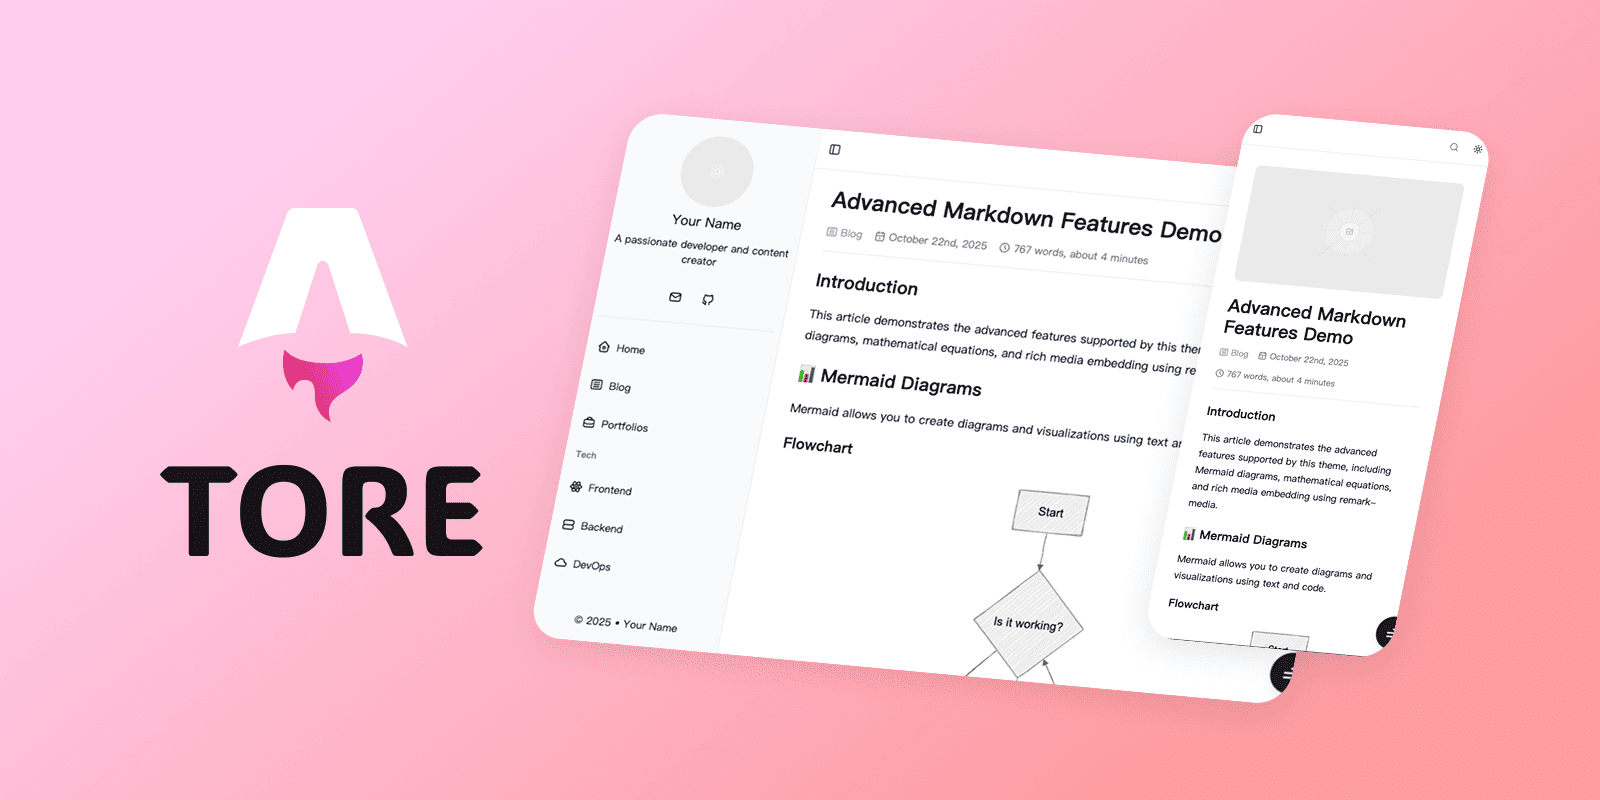 TORE
Your Name
A passionate developer and content
creator
Home
Blog
Portfolios
Tech
Frontend
Backend
DevOps
© 2025 • Your Name
Advanced Markdown Features Demo
Blog October 22nd, 2025 767 words, about 4 minutes
Introduction
This article demonstrates the advanced features supported by this
diagrams, mathematical equations, and rich media embedding using
📊 Mermaid Diagrams
Mermaid allows you to create diagrams and visualizations using text
Flowchart
Start
Is it working?
Advanced Markdown
Features Demo
Blog October 22nd, 2025
767 words, about 4 minutes
Introduction
This article demonstrates the advanced
features supported by this theme, including
Mermaid diagrams, mathematical equations,
and rich media embedding using remark-
media.
📊 Mermaid Diagrams
Mermaid allows you to create diagrams and
visualizations using text and code.
Flowchart